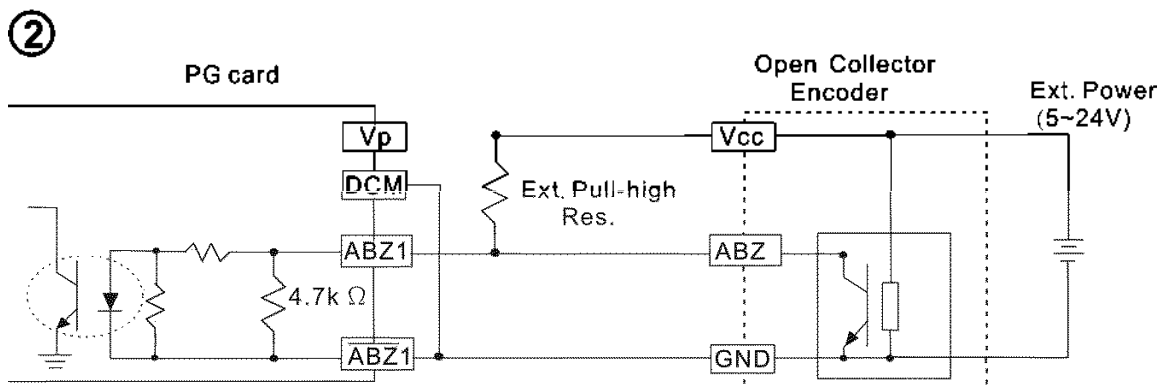 ②
PG card
Open Collector
Encoder
Ext. Power
(5~24V)
Vp
Vcc
DCM
Ext. Pull-high
Res.
ABZ1
ABZ
4.7k Ω
A̅B̅Z̅1
GND